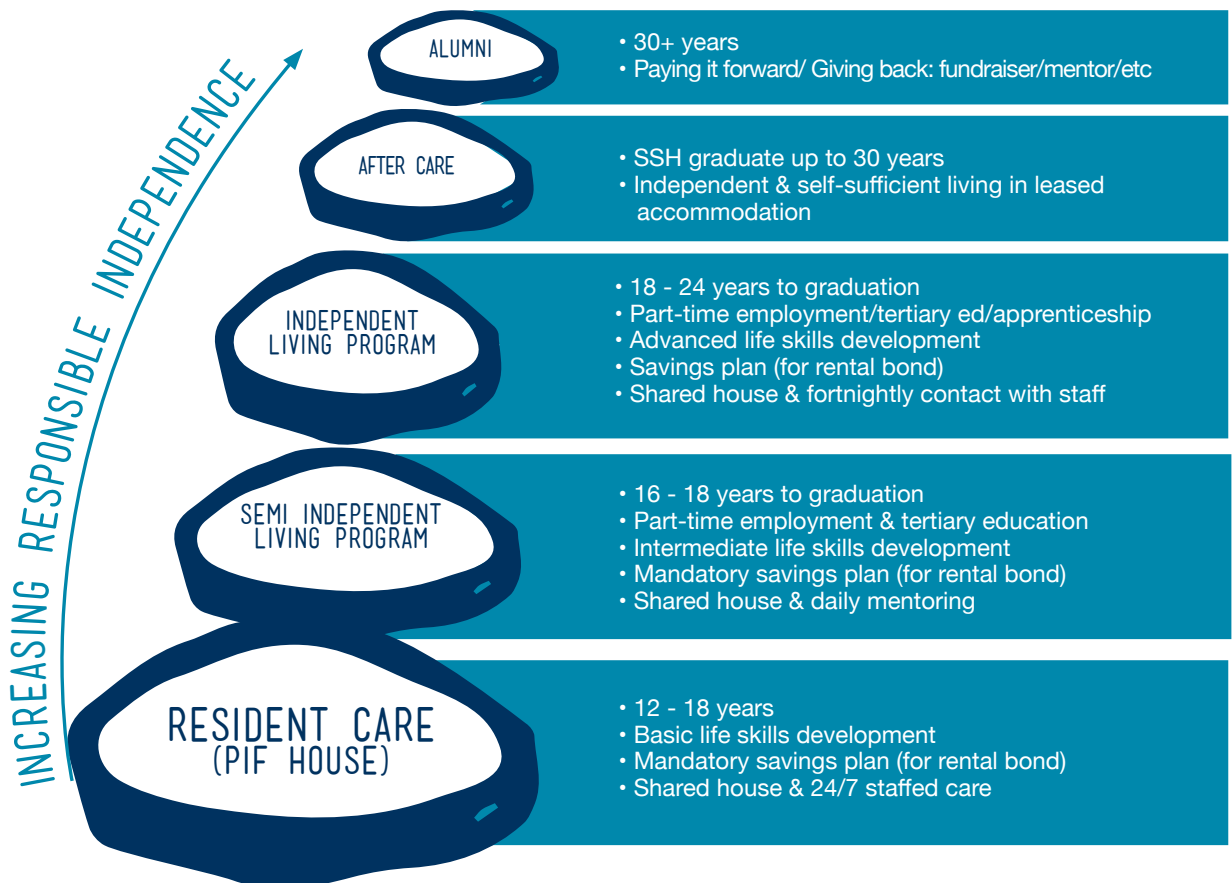 ALUMNI
• 30+ years
• Paying it forward/ Giving back: fundraiser/mentor/etc
AFTER CARE
• SSH graduate up to 30 years
• Independent & self-sufficient living in leased
accommodation
INDEPENDENT
LIVING PROGRAM
• 18 - 24 years to graduation
• Part-time employment/tertiary ed/apprenticeship
• Advanced life skills development
• Savings plan (for rental bond)
• Shared house & fortnightly contact with staff
SEMI INDEPENDENT
LIVING PROGRAM
• 16 - 18 years to graduation
• Part-time employment & tertiary education
• Intermediate life skills development
• Mandatory savings plan (for rental bond)
• Shared house & daily mentoring
RESIDENT CARE
(PIF HOUSE)
• 12 - 18 years
• Basic life skills development
• Mandatory savings plan (for rental bond)
• Shared house & 24/7 staffed care
INCREASING RESPONSIBLE INDEPENDENCE